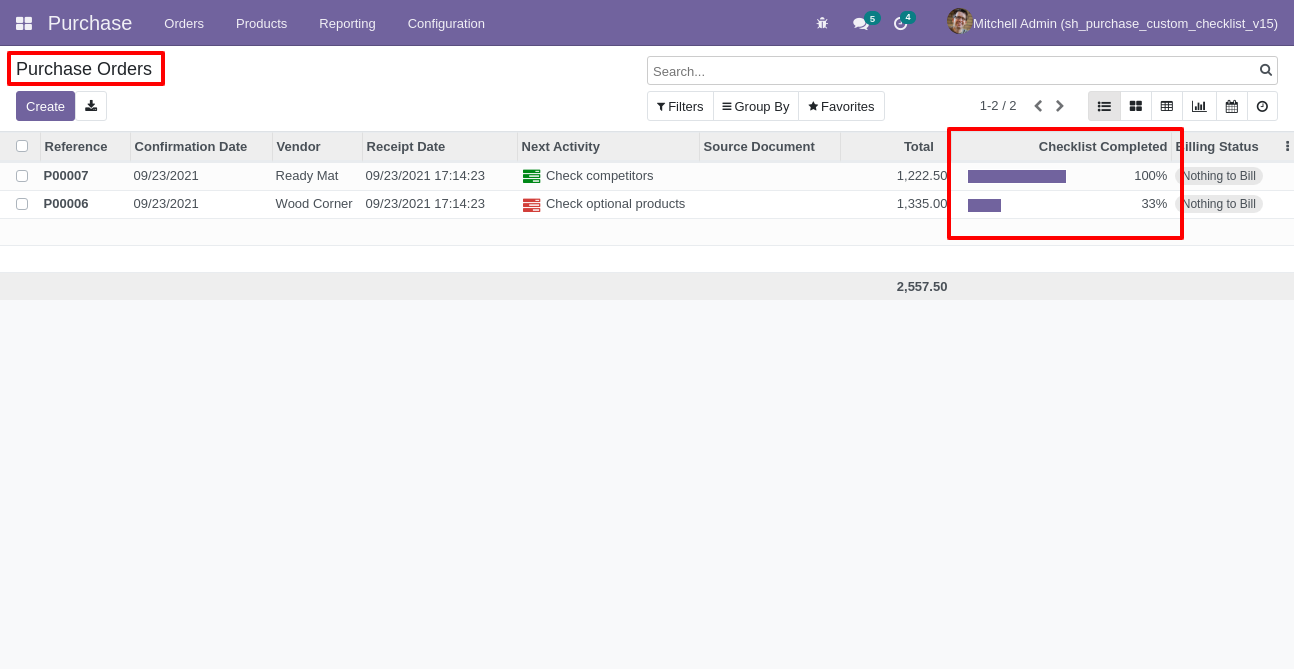 Purchase Orders Products Reporting Configuration 5 4 Mitchell Admin (sh_purchase_custom_checklist_v15)
Purchase Orders Search...
Create Filters Group By Favorites 1-2 / 2
Reference Confirmation Date Vendor Receipt Date Next Activity Source Document Total Checklist Completed Billing Status
P00007 09/23/2021 Ready Mat 09/23/2021 17:14:23 Check competitors 1,222.50 100% Nothing to Bill
P00006 09/23/2021 Wood Corner 09/23/2021 17:14:23 Check optional products 1,335.00 33% Nothing to Bill
2,557.50